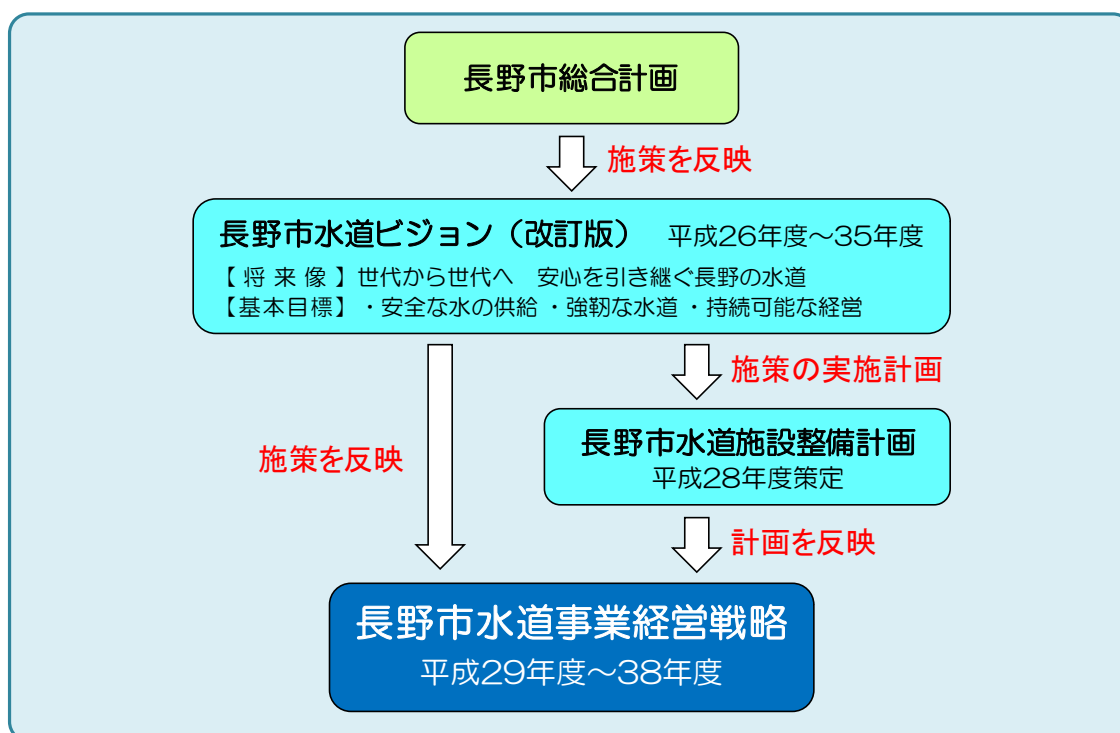 長野市総合計画
施策を反映
長野市水道ビジョン（改訂版） 平成26年度～35年度
【 将 来 像 】世代から世代へ 安心を引き継ぐ長野の水道
【基本目標】・安全な水の供給・強靭な水道・持続可能な経営
施策の実施計画
施策を反映
長野市水道施設整備計画
平成28年度策定
計画を反映
長野市水道事業経営戦略
平成29年度～38年度